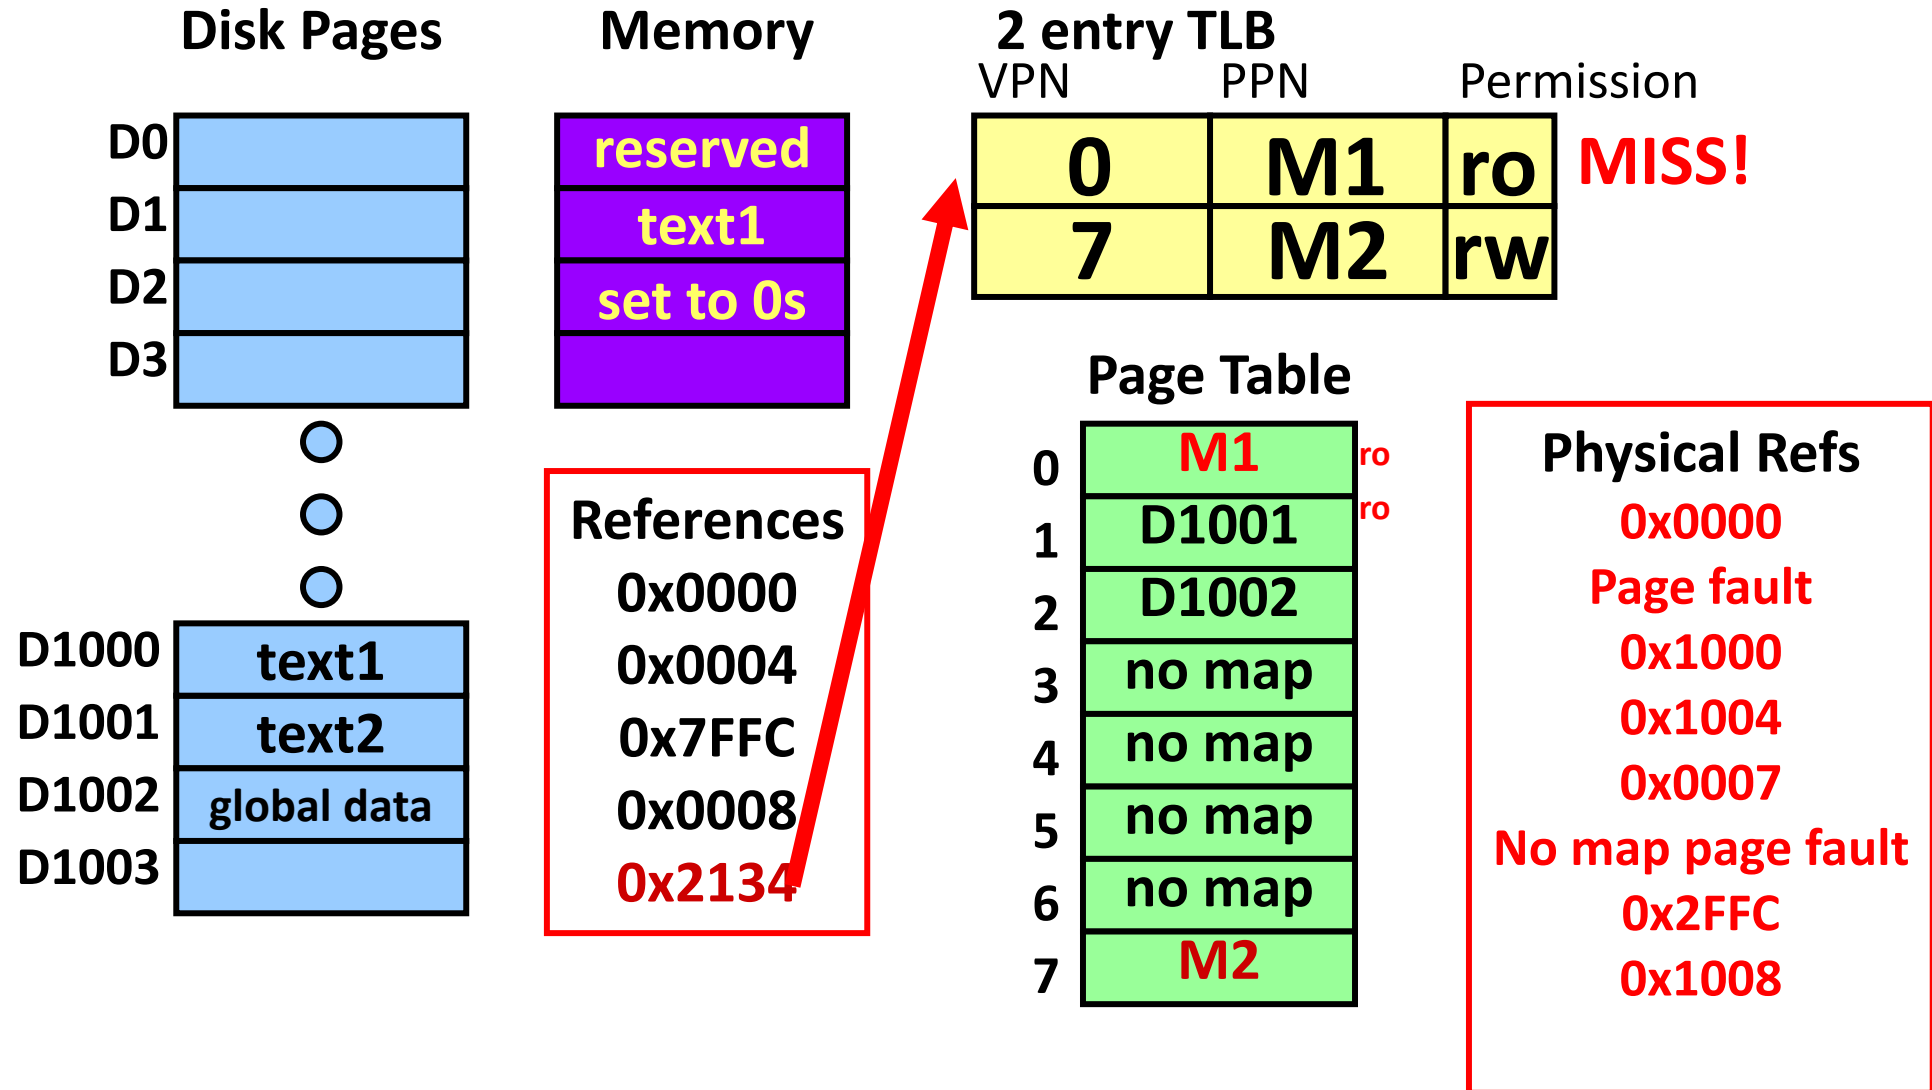 Disk Pages
Memory
2 entry TLB
VPN PPN Permission
D0
D1
D2
D3
reserved
text1
set to 0s
0 M1 ro MISS!
7 M2 rw
D1000 text1
D1001 text2
D1002 global data
D1003
References
0x0000
0x0004
0x7FFC
0x0008
0x2134
Page Table
0 M1 ro
1 D1001 ro
2 D1002
3 no map
4 no map
5 no map
6 no map
7 M2
Physical Refs
0x0000
Page fault
0x1000
0x1004
0x0007
No map page fault
0x2FFC
0x1008